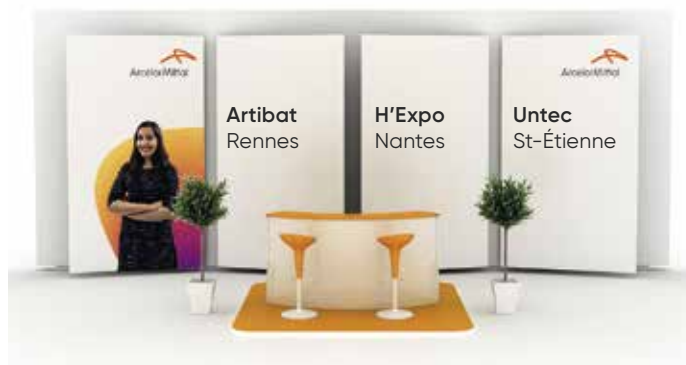 ArcelorMittal
Artibat
Rennes
H'Expo
Nantes
Untec
St-Étienne
ArcelorMittal